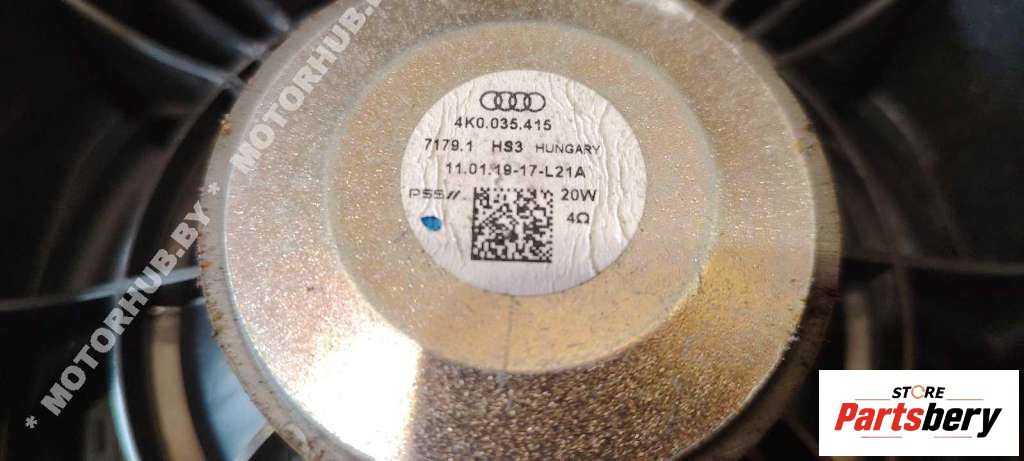 4K0.035.415
7179.1 HS3 HUNGARY
11.01.19-17-L21A
PSS// 20W
4Ω
* MOTORHUB.BY * MOTORHUB.BY
STORE
Partsbery